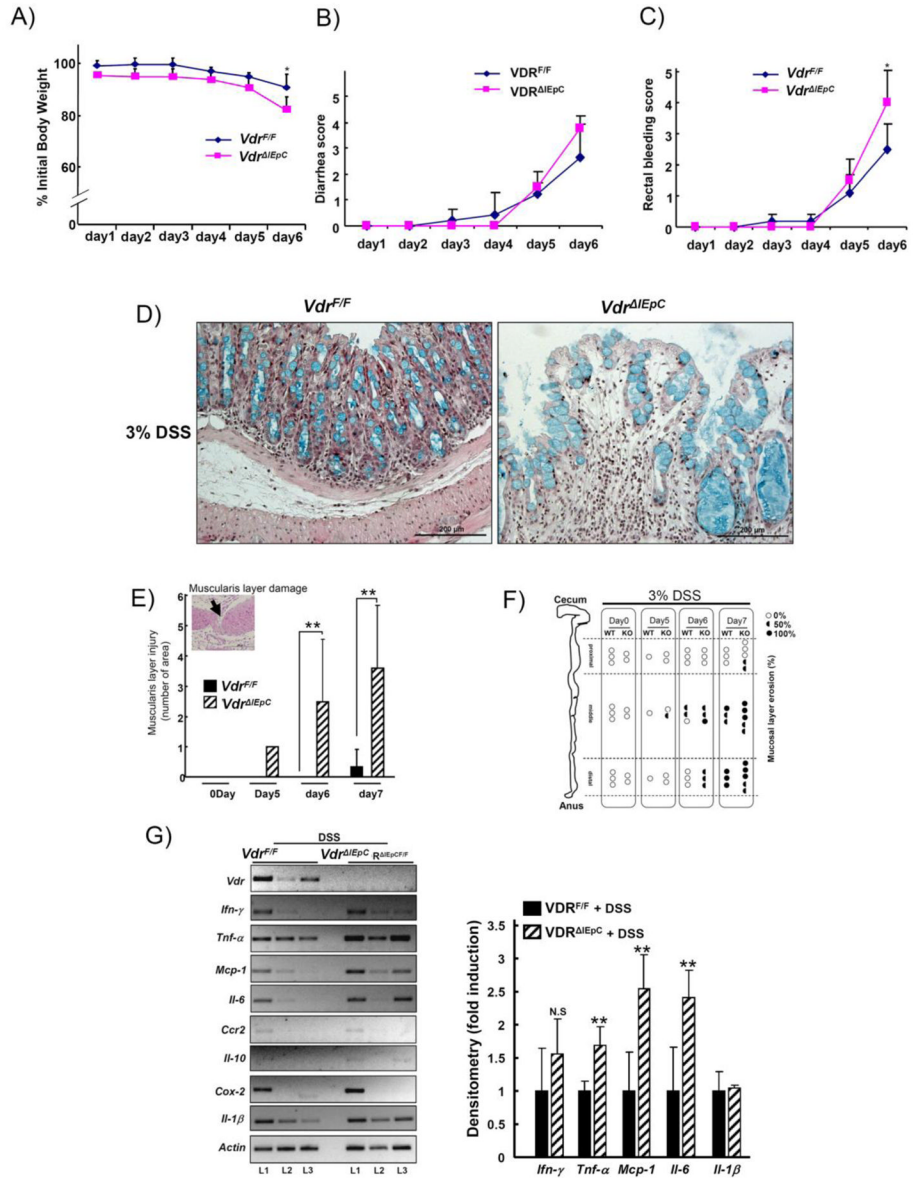 A)
% Initial Body Weight
100
80
60
0
Vdr^F/F
Vdr^ΔIEpC
*
day1 day2 day3 day4 day5 day6
B)
Diarrhea score
5
4
3
2
1
0
VDR^F/F
VDR^ΔIEpC
day1 day2 day3 day4 day5 day6
C)
Rectal bleeding score
5
4
3
2
1
0
Vdr^F/F
Vdr^ΔIEpC
*
day1 day2 day3 day4 day5 day6
D)
Vdr^F/F Vdr^ΔIEpC
3% DSS
200 μm 200 μm
E)
Muscularis layer damage
Muscularis layer injury
(number of area)
6
5
4
3
2
1
0
Vdr^F/F
Vdr^ΔIEpC
** **
0Day Day5 day6 day7
F)
3% DSS
Cecum
Day0 Day5 Day6 Day7
WT KO WT KO WT KO WT KO
0%
50%
100%
proximal
middle
distal
Mucosal layer erosion (%)
Anus
G)
DSS
Vdr^F/F Vdr^ΔIEpC R^ΔIEpCF/F
Vdr
Ifn-γ
Tnf-α
Mcp-1
Il-6
Ccr2
Il-10
Cox-2
Il-1β
Actin
L1 L2 L3 L1 L2 L3
Densitometry (fold induction)
3
2.5
2
1.5
1
0.5
0
VDR^F/F + DSS
VDR^ΔIEpC + DSS
N.S ** ** **
Ifn-γ Tnf-α Mcp-1 Il-6 Il-1β